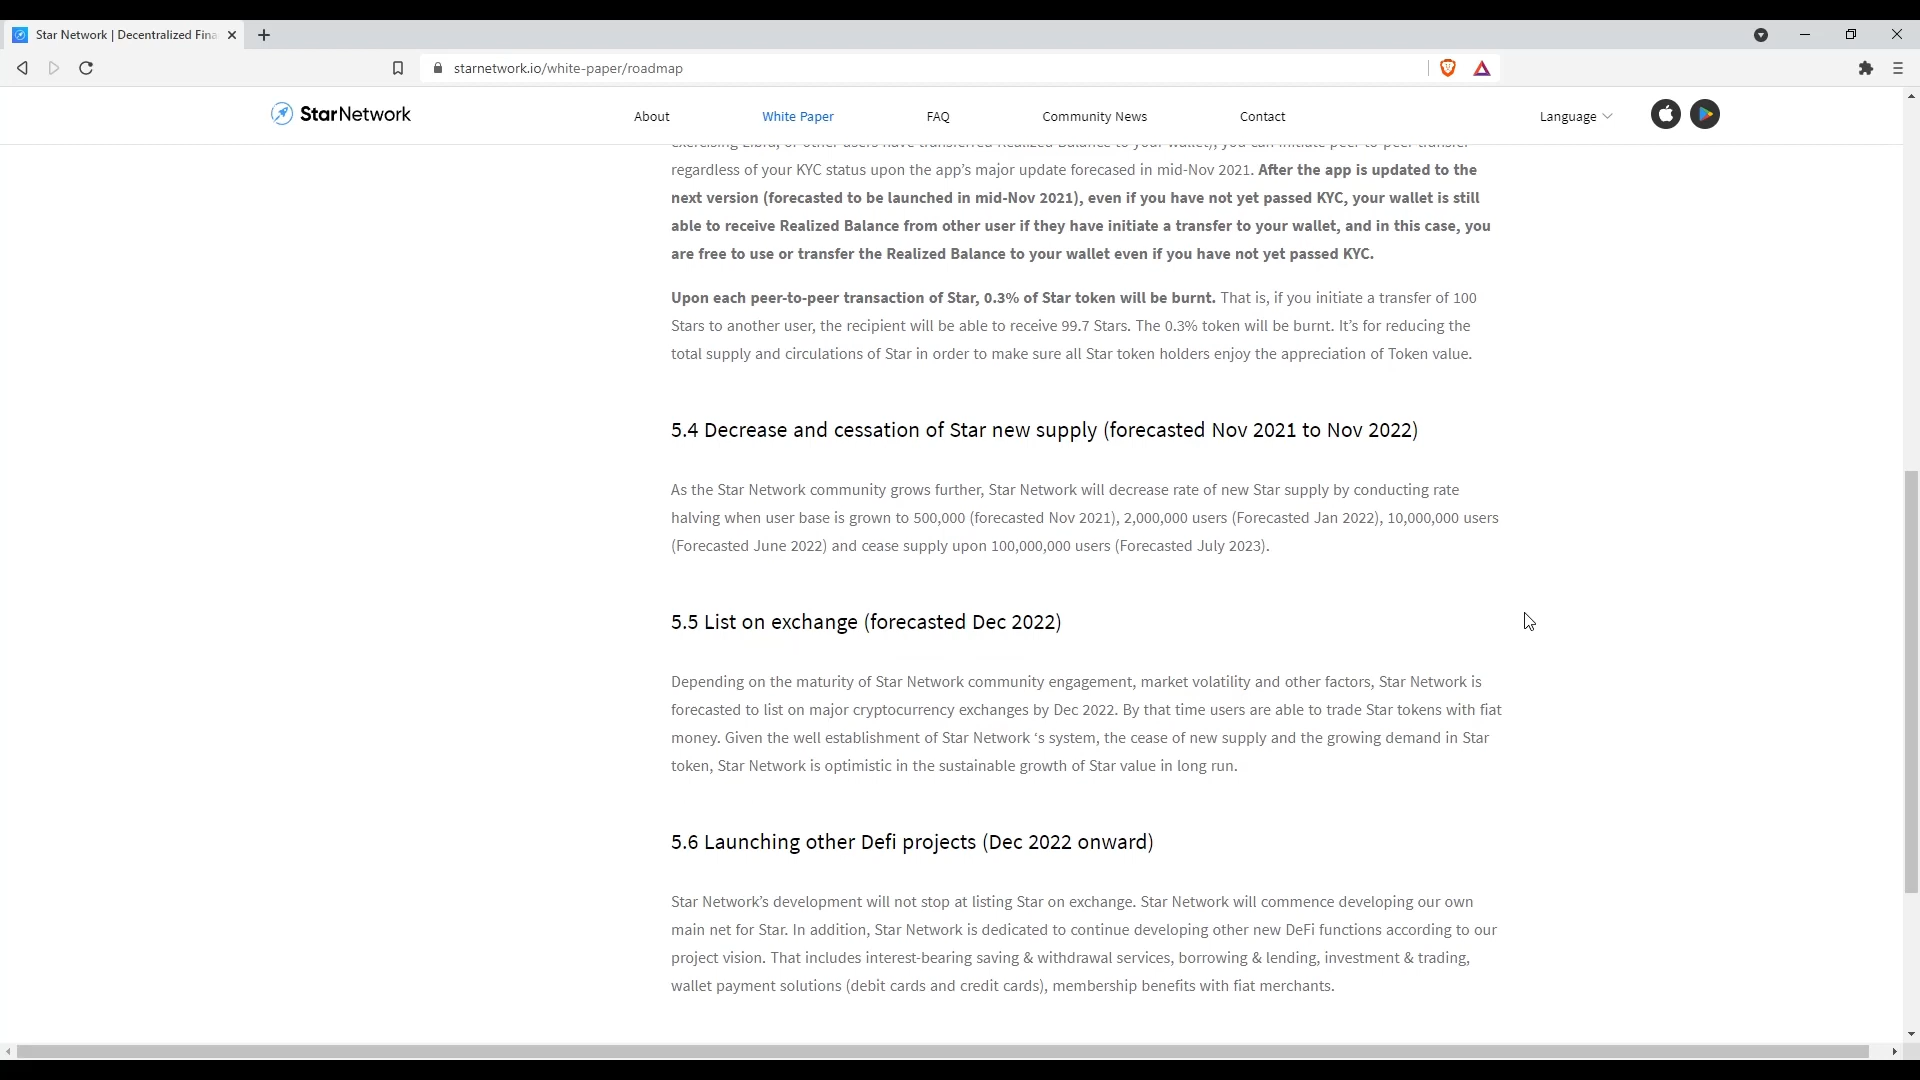 Star Network | Decentralized Fina
starnetwork.io/white-paper/roadmap
StarNetwork
About
White Paper
FAQ
Community News
Contact
Language
exercising Zibra, or other users have transferred Realized Balance to your wallet), you can initiate peer to peer transfer
regardless of your KYC status upon the app’s major update forecased in mid-Nov 2021. After the app is updated to the
next version (forecasted to be launched in mid-Nov 2021), even if you have not yet passed KYC, your wallet is still
able to receive Realized Balance from other user if they have initiate a transfer to your wallet, and in this case, you
are free to use or transfer the Realized Balance to your wallet even if you have not yet passed KYC.
Upon each peer-to-peer transaction of Star, 0.3% of Star token will be burnt. That is, if you initiate a transfer of 100
Stars to another user, the recipient will be able to receive 99.7 Stars. The 0.3% token will be burnt. It’s for reducing the
total supply and circulations of Star in order to make sure all Star token holders enjoy the appreciation of Token value.
5.4 Decrease and cessation of Star new supply (forecasted Nov 2021 to Nov 2022)
As the Star Network community grows further, Star Network will decrease rate of new Star supply by conducting rate
halving when user base is grown to 500,000 (forecasted Nov 2021), 2,000,000 users (Forecasted Jan 2022), 10,000,000 users
(Forecasted June 2022) and cease supply upon 100,000,000 users (Forecasted July 2023).
5.5 List on exchange (forecasted Dec 2022)
Depending on the maturity of Star Network community engagement, market volatility and other factors, Star Network is
forecasted to list on major cryptocurrency exchanges by Dec 2022. By that time users are able to trade Star tokens with fiat
money. Given the well establishment of Star Network ‘s system, the cease of new supply and the growing demand in Star
token, Star Network is optimistic in the sustainable growth of Star value in long run.
5.6 Launching other Defi projects (Dec 2022 onward)
Star Network’s development will not stop at listing Star on exchange. Star Network will commence developing our own
main net for Star. In addition, Star Network is dedicated to continue developing other new DeFi functions according to our
project vision. That includes interest-bearing saving & withdrawal services, borrowing & lending, investment & trading,
wallet payment solutions (debit cards and credit cards), membership benefits with fiat merchants.